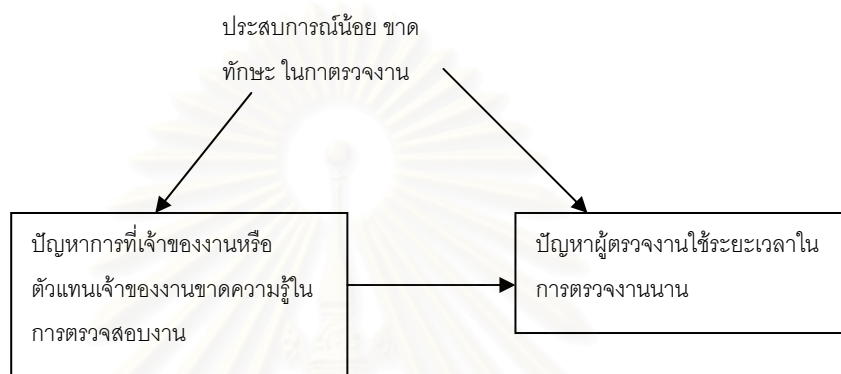 ประสบการณ์น้อย ขาด
ทักษะ ในกาตรวจงาน
ปัญหาการที่เจ้าของงานหรือ
ตัวแทนเจ้าของงานขาดความรู้ใน
การตรวจสอบงาน
ปัญหาผู้ตรวจงานใช้ระยะเวลาใน
การตรวจงานนาน